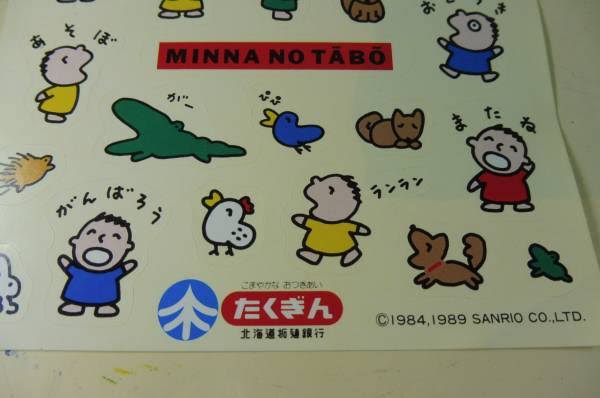 お
MINNA NO TĀBŌ
あそぼ
がー
ぴぴ
またね
がんばろう
ランラン
こまやかな おつきあい
たくぎん
北海道拓殖銀行
©1984,1989 SANRIO CO.,LTD.